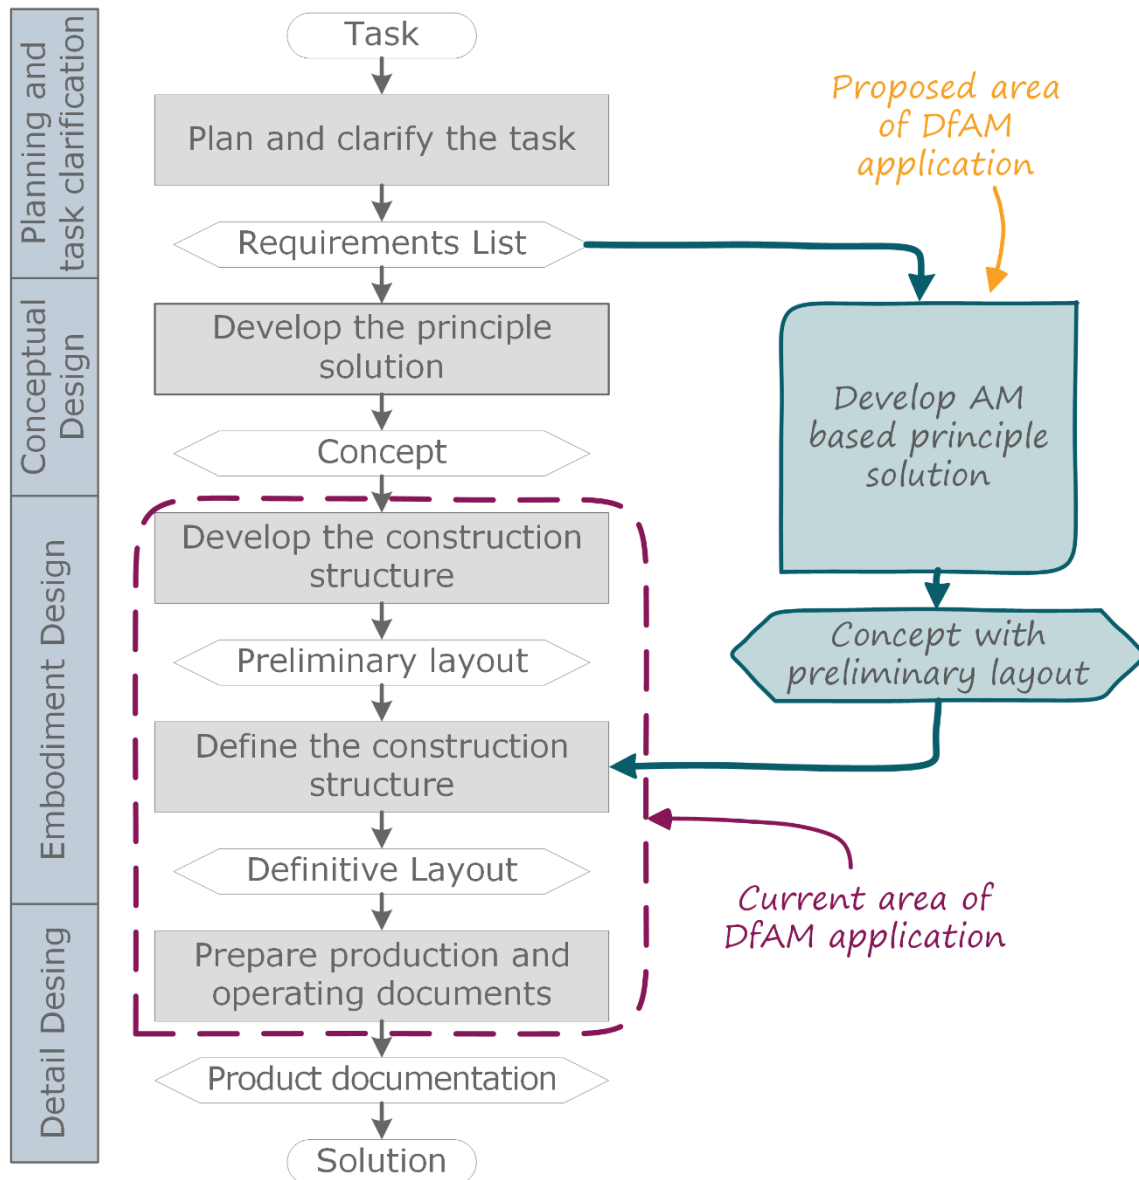 Planning and
task clarification
Conceptual
Design
Embodiment Design
Detail Desing
Task
Plan and clarify the task
Requirements List
Develop the principle
solution
Concept
Develop the construction
structure
Preliminary layout
Define the construction
structure
Definitive Layout
Prepare production and
operating documents
Product documentation
Solution
Proposed area
of DfAM
application
Develop AM
based principle
solution
Concept with
preliminary layout
Current area of
DfAM application